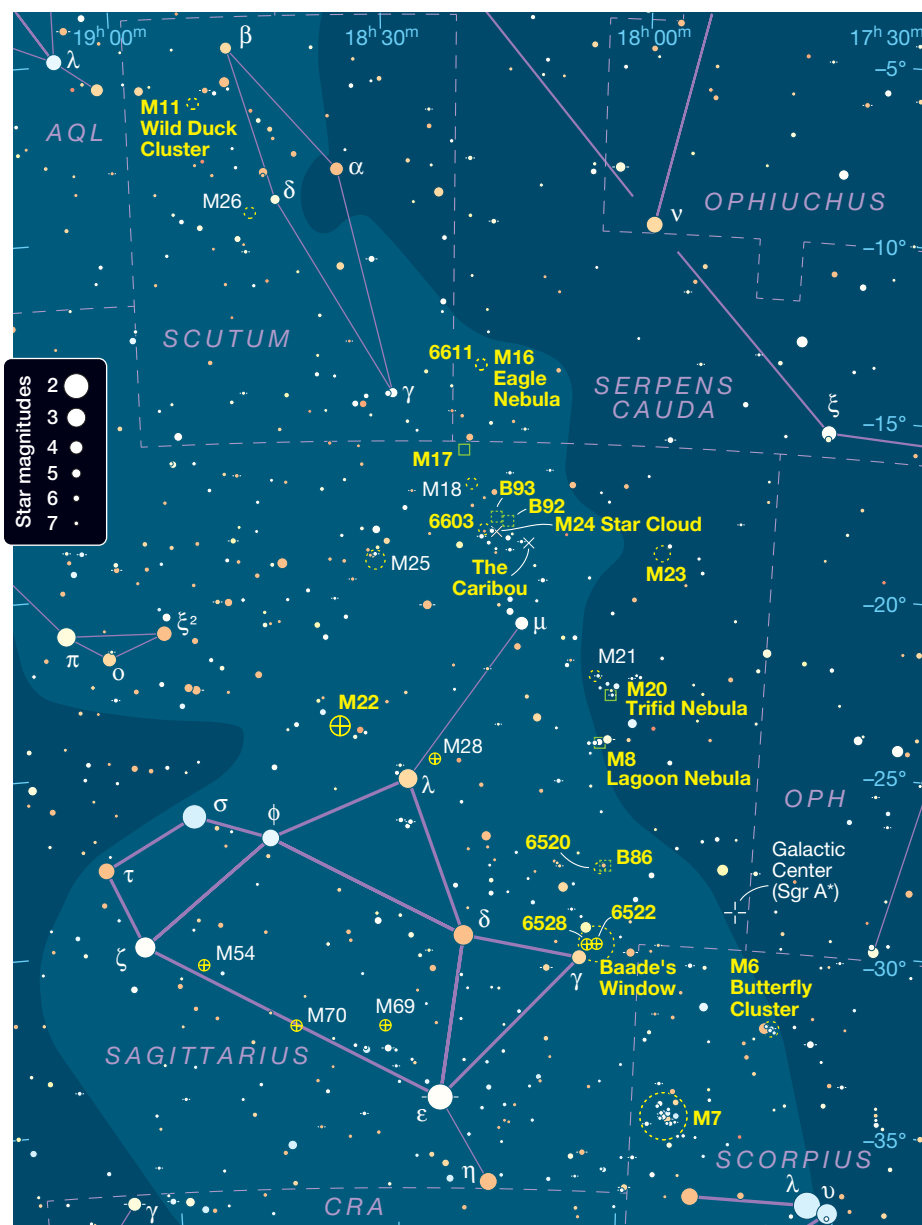 19h 00m
18h 30m
18h 00m
17h 30m
β
λ
−5°
M11
Wild Duck
Cluster
AQL
α
δ
M26
OPHIUCHUS
ν
−10°
SCUTUM
6611
M16
Eagle
Nebula
SERPENS
CAUDA
γ
ξ
−15°
Star magnitudes
2
3
4
5
6
7
M17
M18
B93
B92
6603
M24 Star Cloud
M25
The
Caribou
M23
−20°
ξ²
μ
π
ο
M21
M20
Trifid Nebula
M22
M28
M8
Lagoon Nebula
λ
−25°
σ
ϕ
OPH
6520
B86
Galactic
Center
(Sgr A*)
τ
δ
6528
6522
ζ
M54
γ
Baade's
Window
−30°
M6
Butterfly
Cluster
M70
M69
SAGITTARIUS
ε
M7
−35°
η
SCORPIUS
λ
υ
γ
CRA